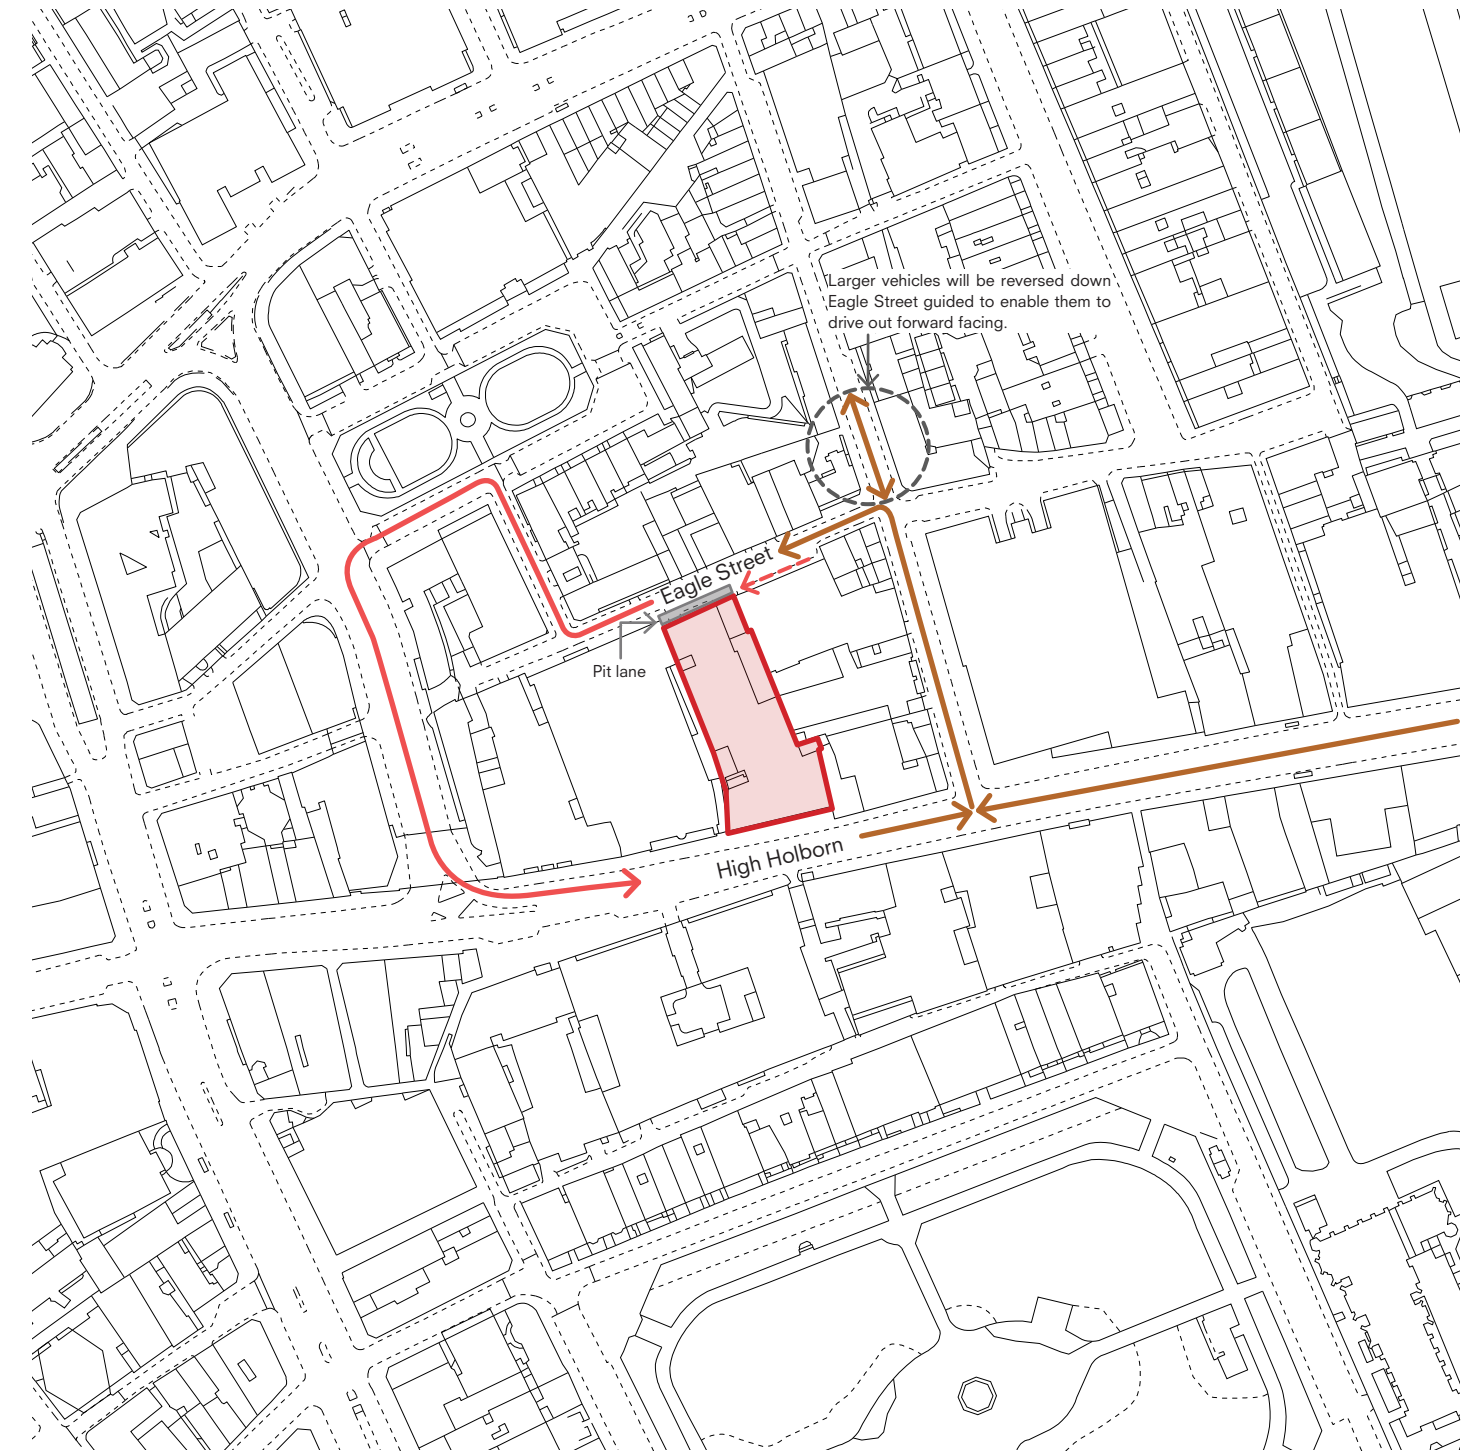 Larger vehicles will be reversed down
Eagle Street guided to enable them to
drive out forward facing.
Eagle Street
Pit lane
High Holborn